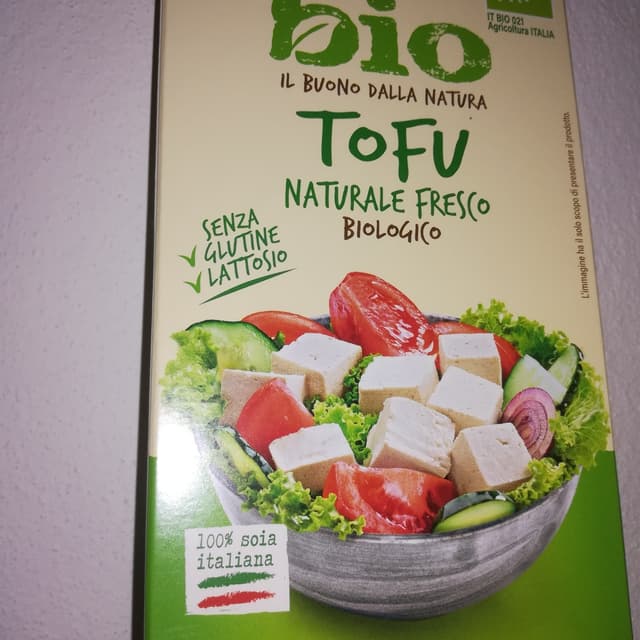 bio
IT BIO 021
Agricoltura ITALIA
IL BUONO DALLA NATURA
TOFU
NATURALE FRESCO
BIOLOGICO
SENZA
GLUTINE
LATTOSIO
L'immagine ha il solo scopo di presentare il prodotto.
100% soia
italiana